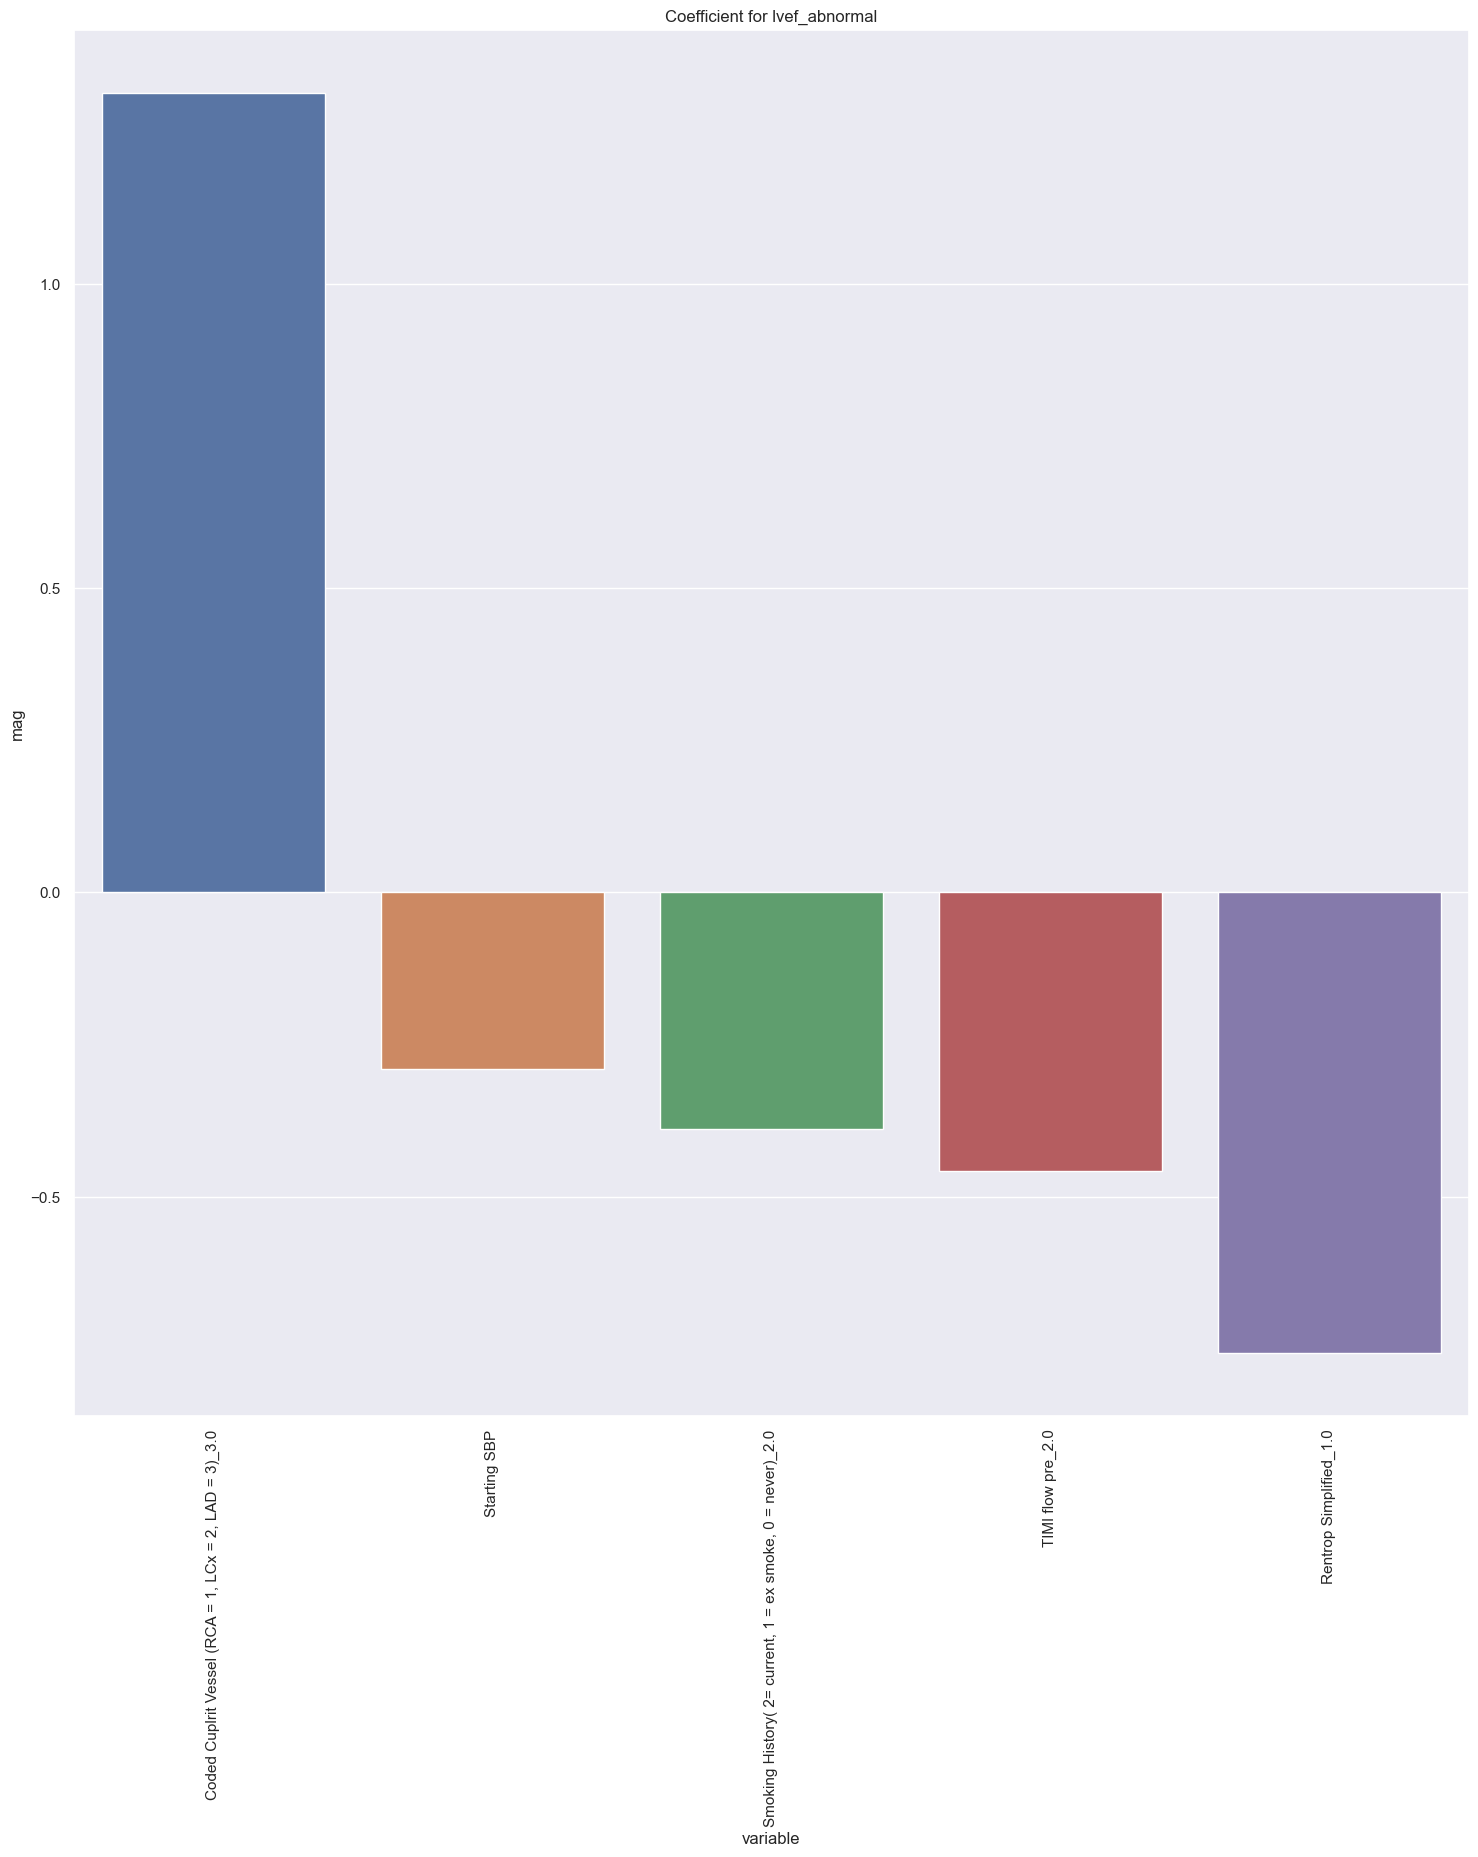 Coefficient for lvef_abnormal
mag
1.0
0.5
0.0
−0.5
Coded Cuplrit Vessel (RCA = 1, LCx = 2, LAD = 3)_3.0
Starting SBP
Smoking History( 2= current, 1 = ex smoke, 0 = never)_2.0
TIMI flow pre_2.0
Rentrop Simplified_1.0
variable